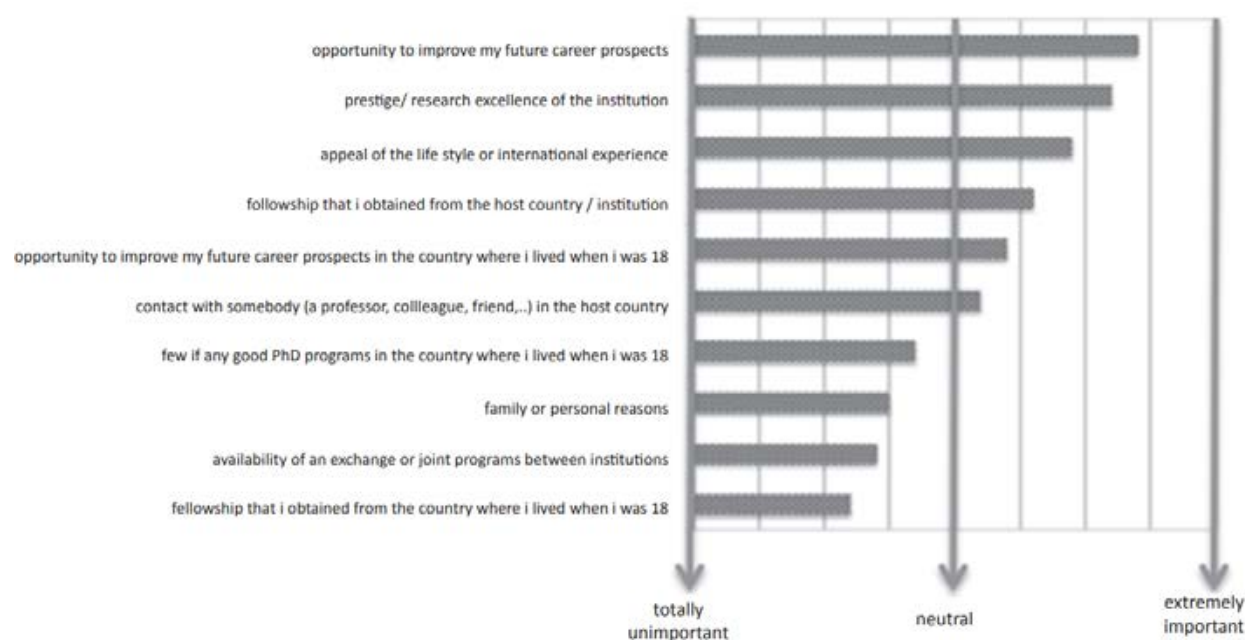 opportunity to improve my future career prospects
prestige/ research excellence of the institution
appeal of the life style or international experience
followship that i obtained from the host country / institution
opportunity to improve my future career prospects in the country where i lived when i was 18
contact with somebody (a professor, collleague, friend,..) in the host country
few if any good PhD programs in the country where i lived when i was 18
family or personal reasons
availability of an exchange or joint programs between institutions
fellowship that i obtained from the country where i lived when i was 18
totally
unimportant
neutral
extremely
important